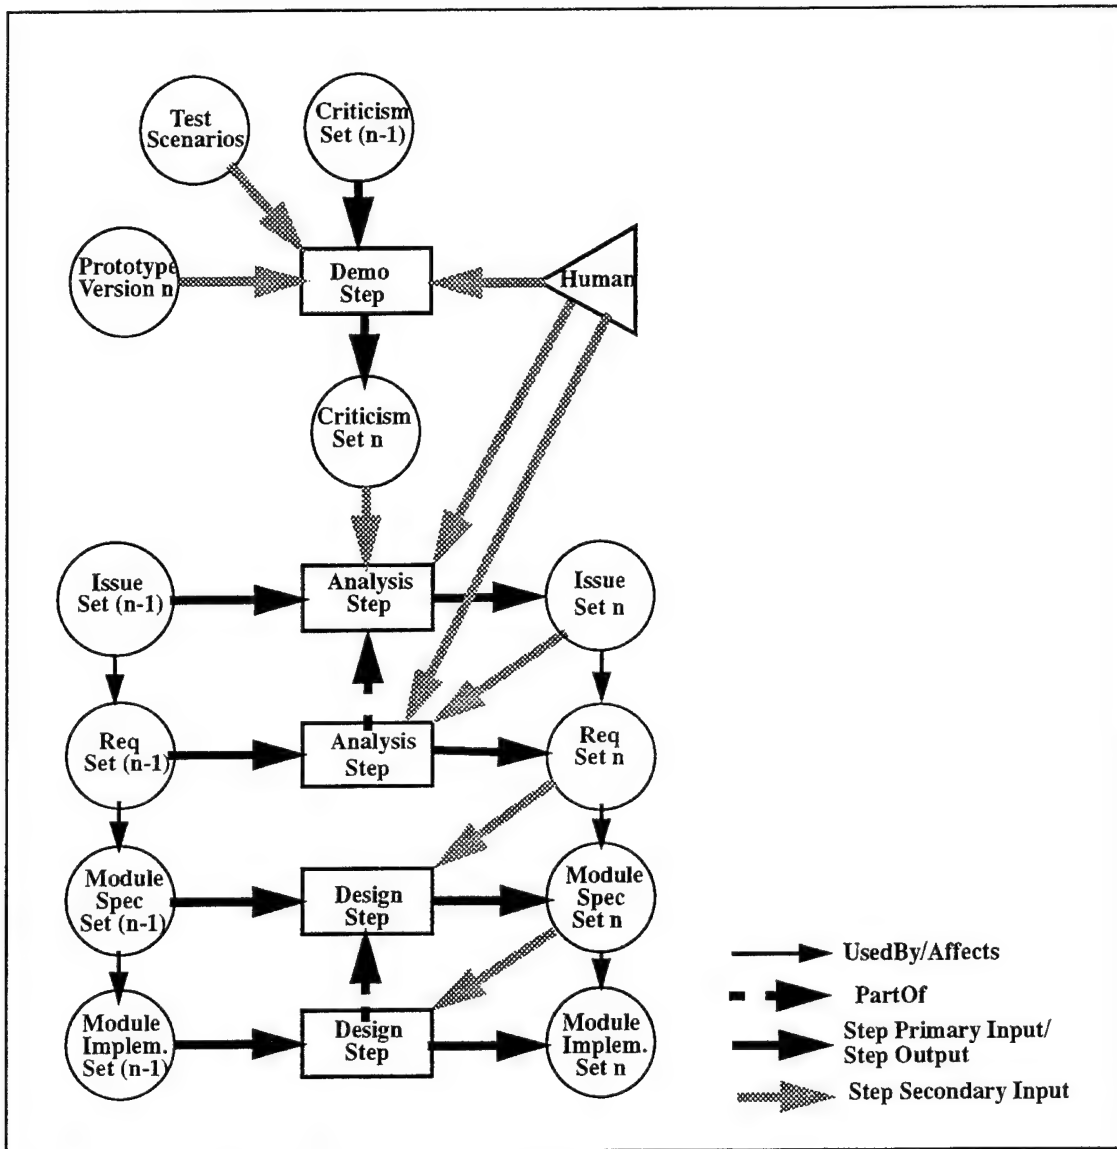 Test
Scenarios
Criticism
Set (n-1)
Prototype
Version n
Demo
Step
Human
Criticism
Set n
Issue
Set (n-1)
Analysis
Step
Issue
Set n
Req
Set (n-1)
Analysis
Step
Req
Set n
Module
Spec
Set (n-1)
Design
Step
Module
Spec
Set n
Module
Implem.
Set (n-1)
Design
Step
Module
Implem.
Set n
UsedBy/Affects
PartOf
Step Primary Input/
Step Output
Step Secondary Input